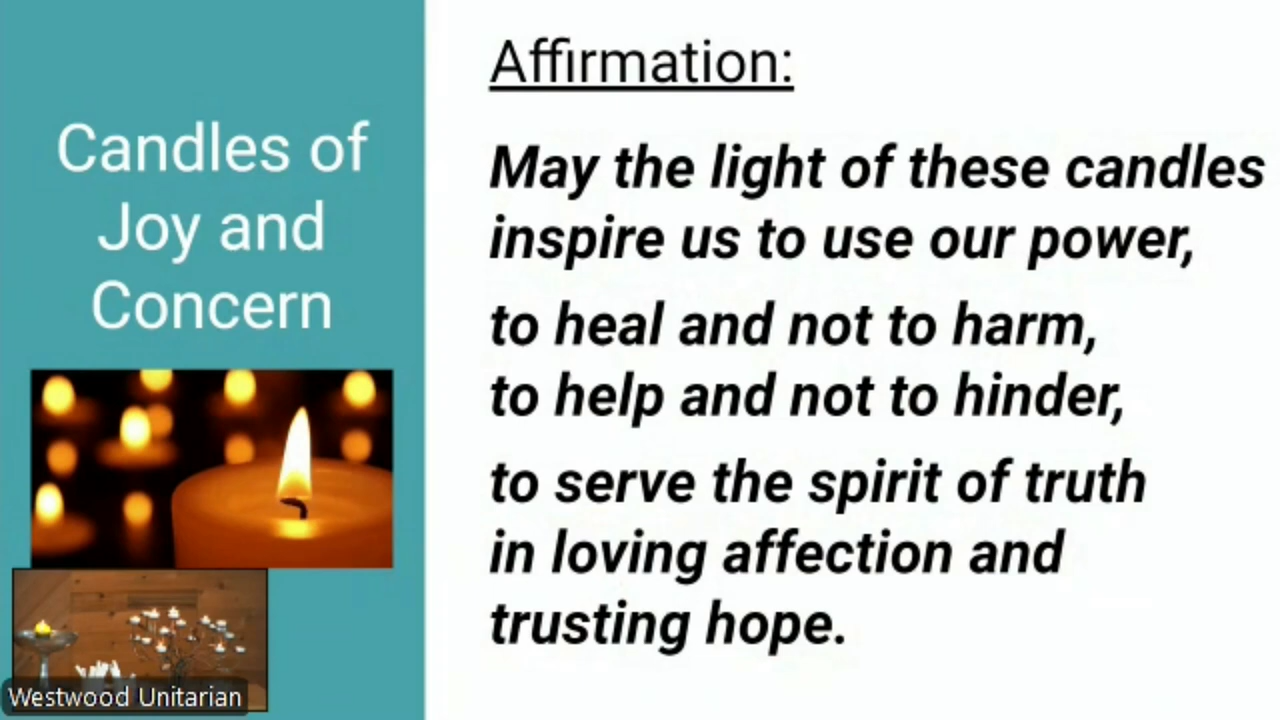 Candles of
Joy and
Concern
Westwood Unitarian
Affirmation:
May the light of these candles
inspire us to use our power,
to heal and not to harm,
to help and not to hinder,
to serve the spirit of truth
in loving affection and
trusting hope.